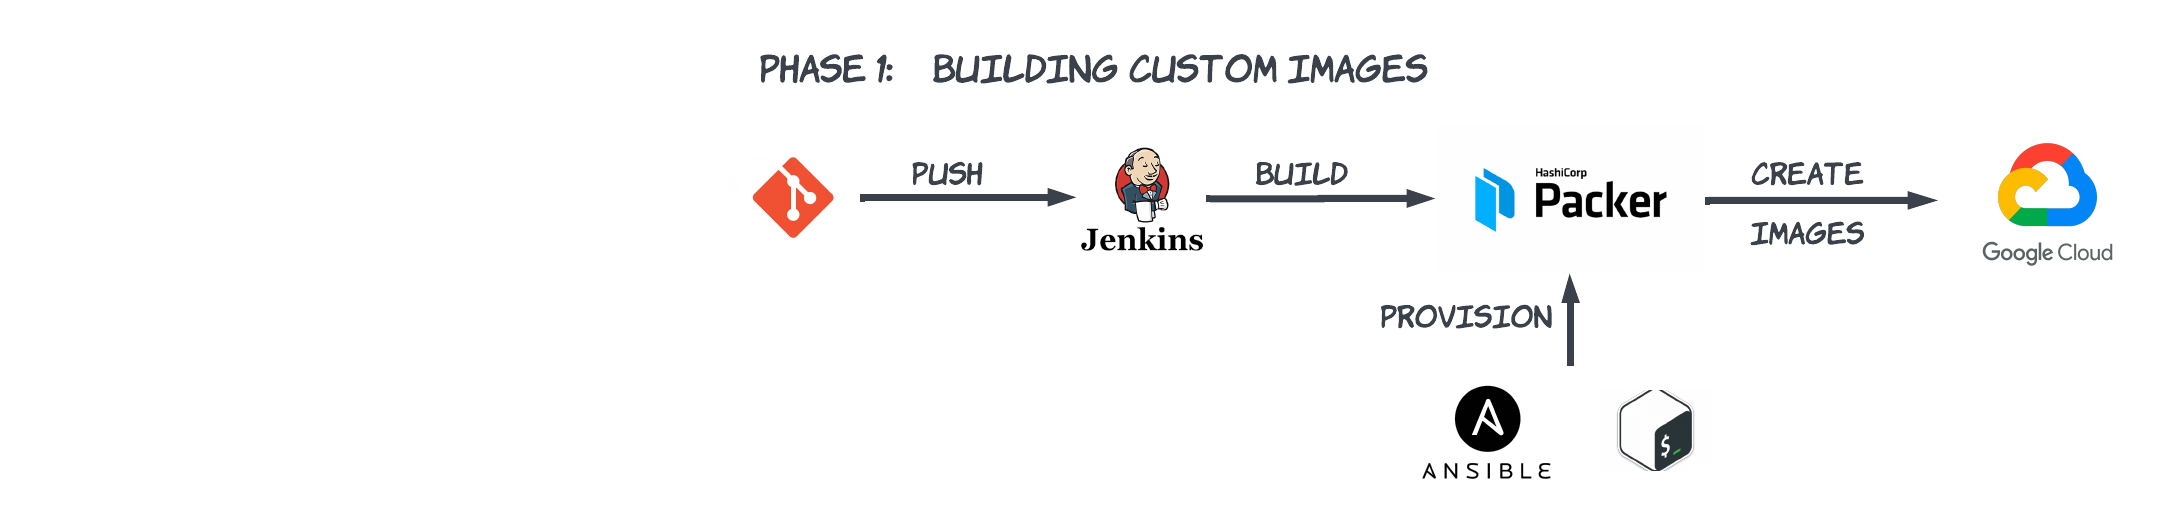 PHASE 1: BUILDING CUSTOM IMAGES
PUSH
BUILD
CREATE
IMAGES
HashiCorp
Packer
Jenkins
Google Cloud
PROVISION
$_
ANSIBLE